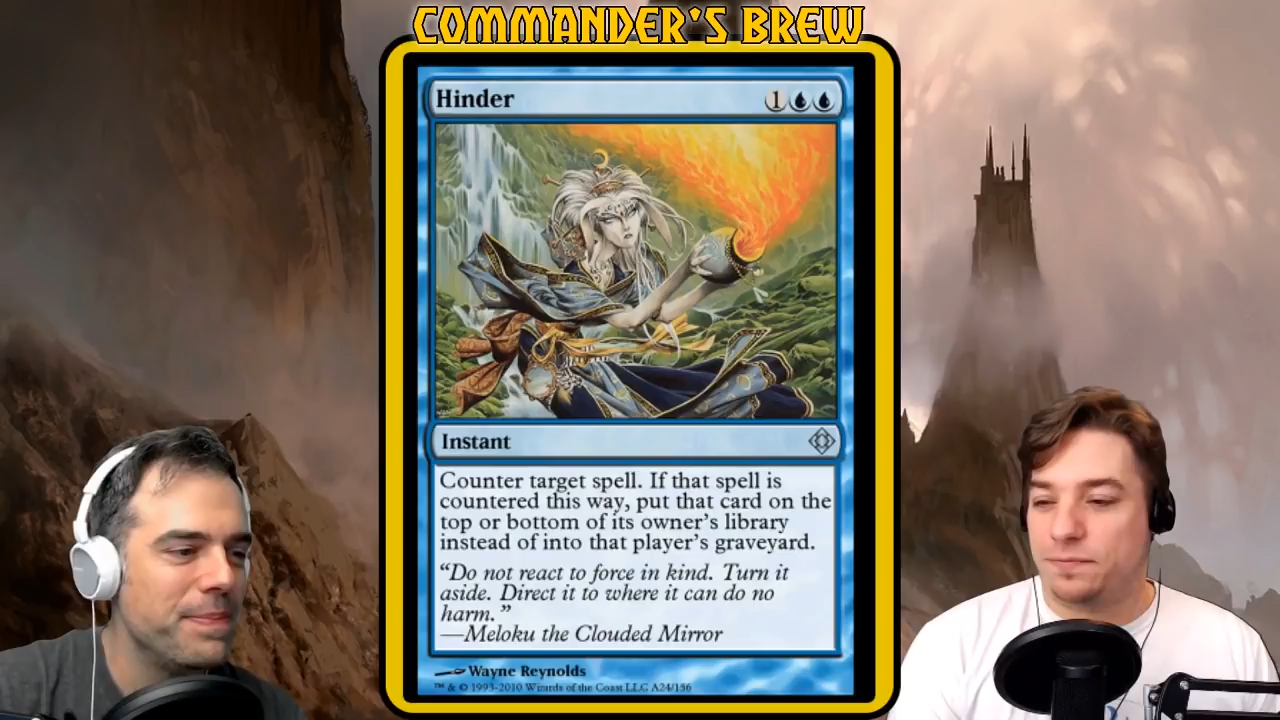 COMMANDER'S BREW
Hinder 1
Instant
Counter target spell. If that spell is
countered this way, put that card on the
top or bottom of its owner's library
instead of into that player's graveyard.
"Do not react to force in kind. Turn it
aside. Direct it to where it can do no
harm."
—Meloku the Clouded Mirror
Wayne Reynolds
™ & © 1993-2010 Wizards of the Coast LLC A24/156